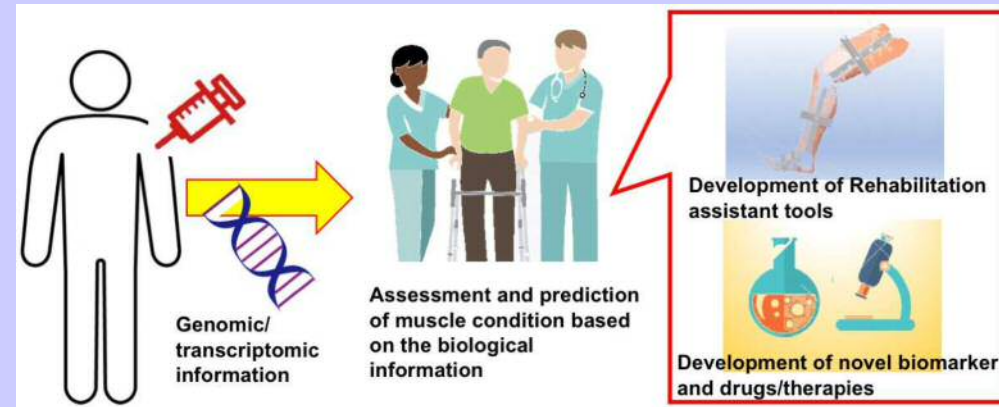 Genomic/
transcriptomic
information
Assessment and prediction
of muscle condition based
on the biological
information
Development of Rehabilitation
assistant tools
Development of novel biomarker
and drugs/therapies